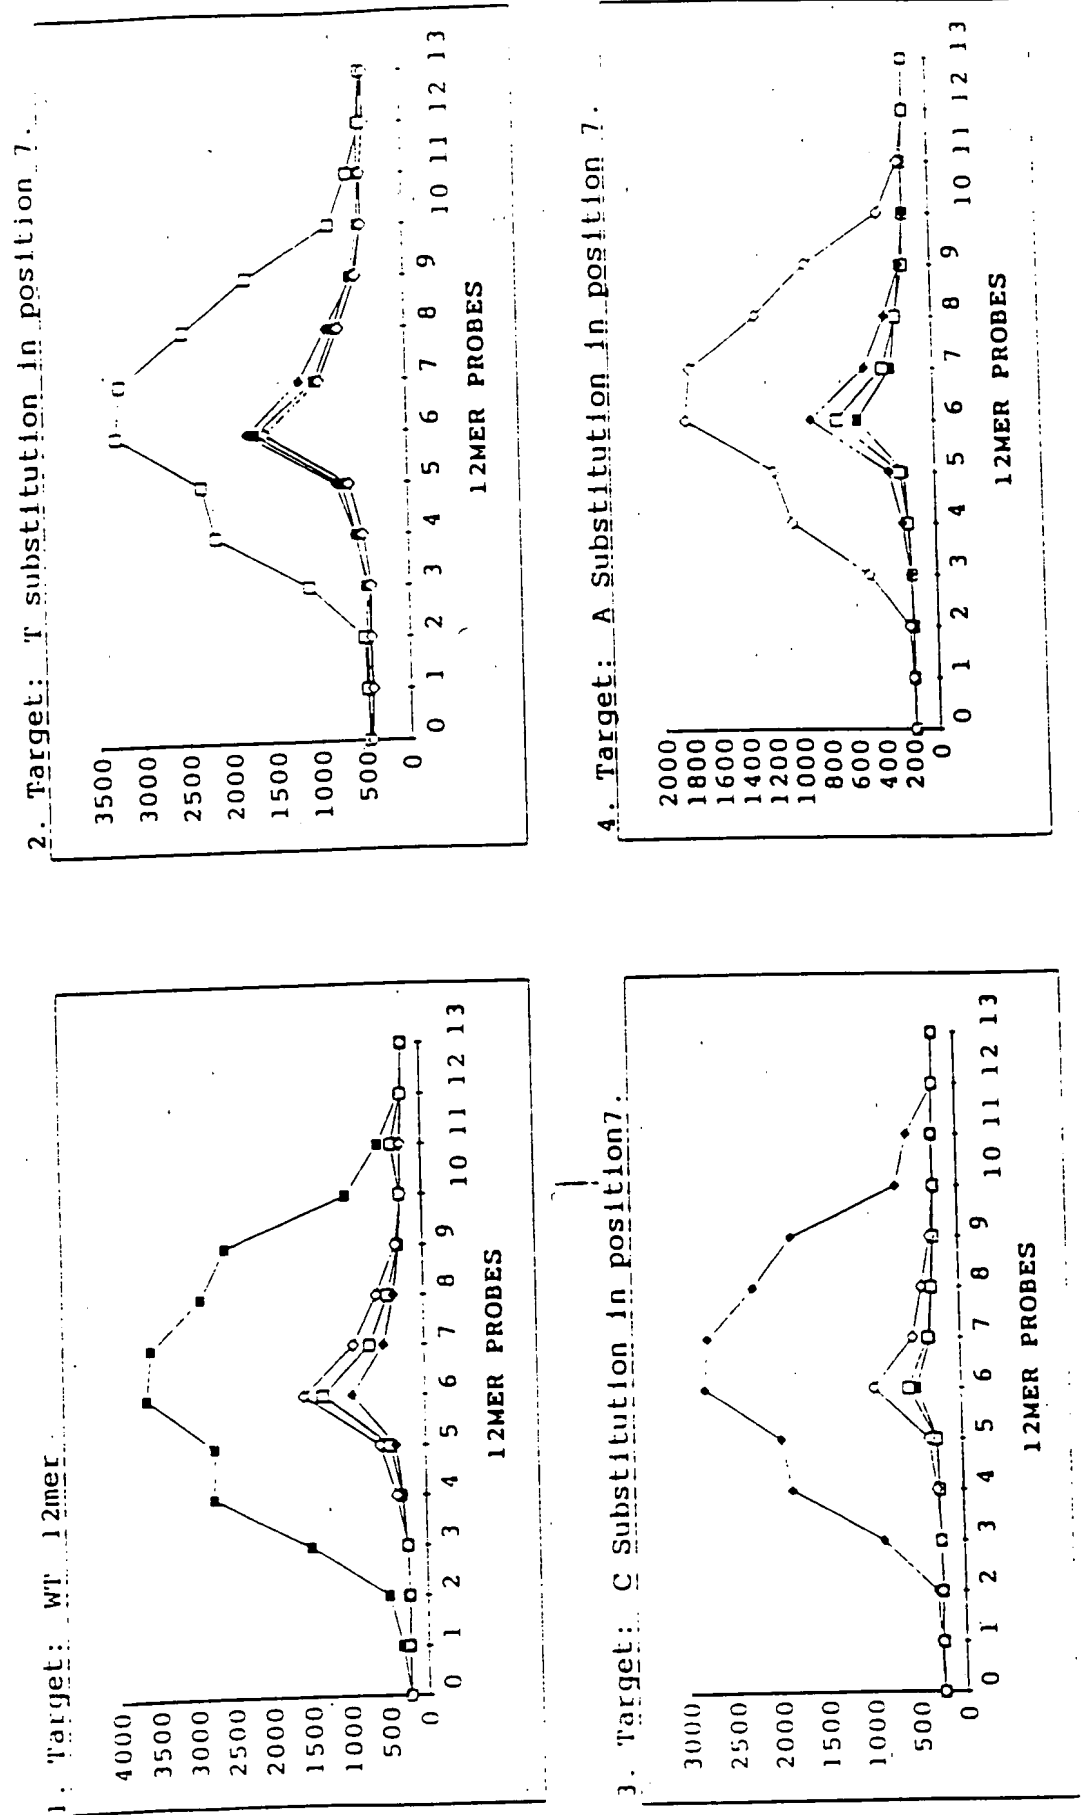 1. Target: WT 12mer
4000
3500
3000
2500
2000
1500
1000
500
0
0 1 2 3 4 5 6 7 8 9 10 11 12 13
12MER PROBES
2. Target: T substitution in position 7.
3500
3000
2500
2000
1500
1000
500
0
0 1 2 3 4 5 6 7 8 9 10 11 12 13
12MER PROBES
3. Target: C Substitution in position7.
3000
2500
2000
1500
1000
500
0
0 1 2 3 4 5 6 7 8 9 10 11 12 13
12MER PROBES
4. Target: A Substitution in position 7.
2000
1800
1600
1400
1200
1000
800
600
400
200
0
0 1 2 3 4 5 6 7 8 9 10 11 12 13
12MER PROBES